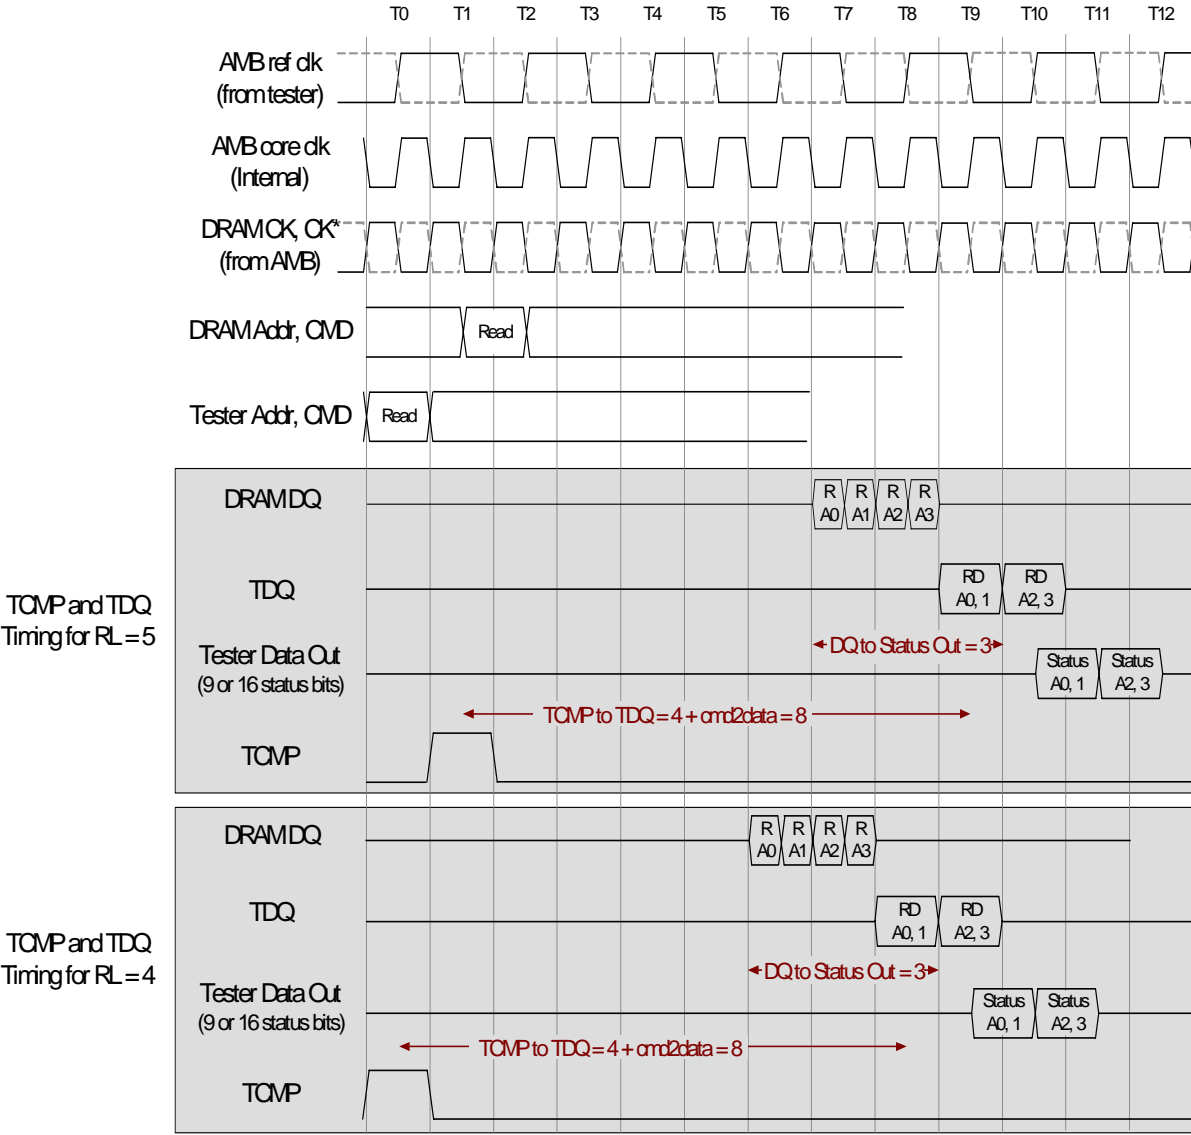 T0 T1 T2 T3 T4 T5 T6 T7 T8 T9 T10 T11 T12
AMB ref clk
(from tester)
AMB core clk
(Internal)
DRAM CK, CK*
(from AMB)
DRAM Addr, CMD
Read
Tester Addr, CMD
Read
TCMP and TDQ
Timing for RL = 5
DRAM DQ
R A0
R A1
R A2
R A3
TDQ
RD A0, 1
RD A2, 3
DQ to Status Out = 3
Tester Data Out
(9 or 16 status bits)
Status A0, 1
Status A2, 3
TCMP to TDQ = 4 + cmd2data = 8
TCMP
TCMP and TDQ
Timing for RL = 4
DRAM DQ
R A0
R A1
R A2
R A3
TDQ
RD A0, 1
RD A2, 3
DQ to Status Out = 3
Tester Data Out
(9 or 16 status bits)
Status A0, 1
Status A2, 3
TCMP to TDQ = 4 + cmd2data = 8
TCMP